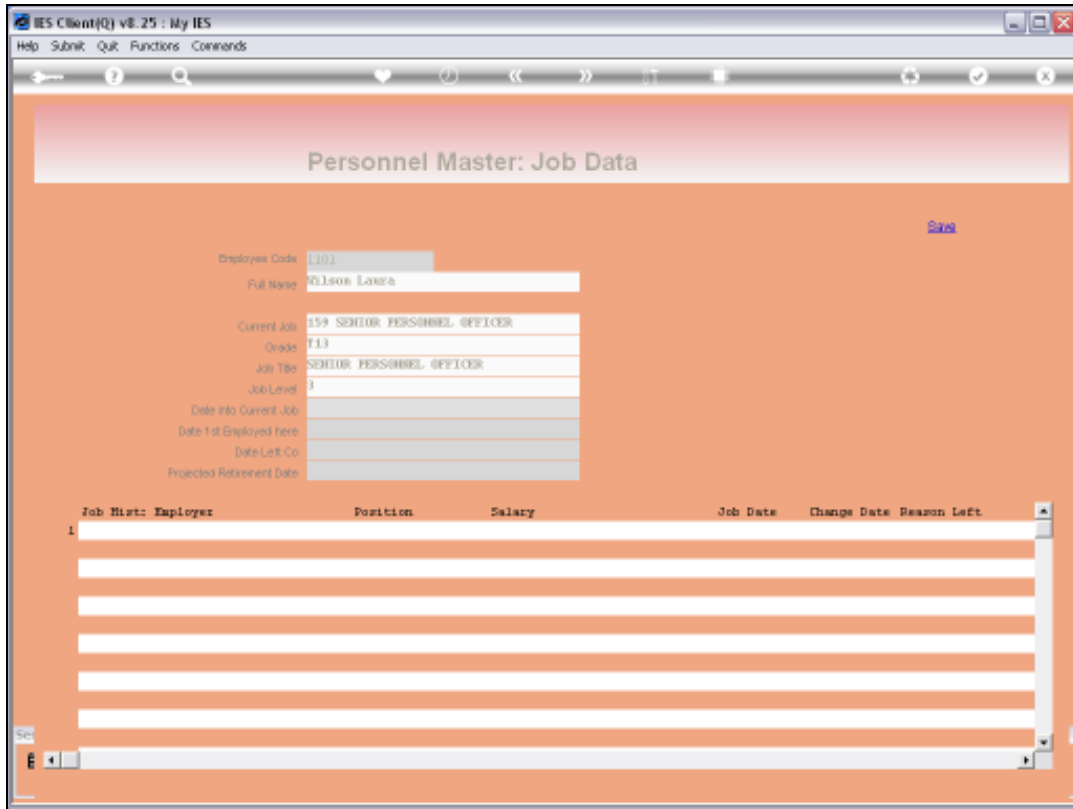 IES Client(Q) v8.25 : My IES
Help Submit Quit Functions Commands
Personnel Master: Job Data
Save
Employee Code 1101
Full Name Wilson Laura
Current Job 159 SENIOR PERSONNEL OFFICER
Grade T13
Job Title SENIOR PERSONNEL OFFICER
Job Level 3
Date into Current Job
Date 1st Employed here
Date Left Co
Projected Retirement Date
Job Hist: Employer Position Salary Job Date Change Date Reason Left
1
Se